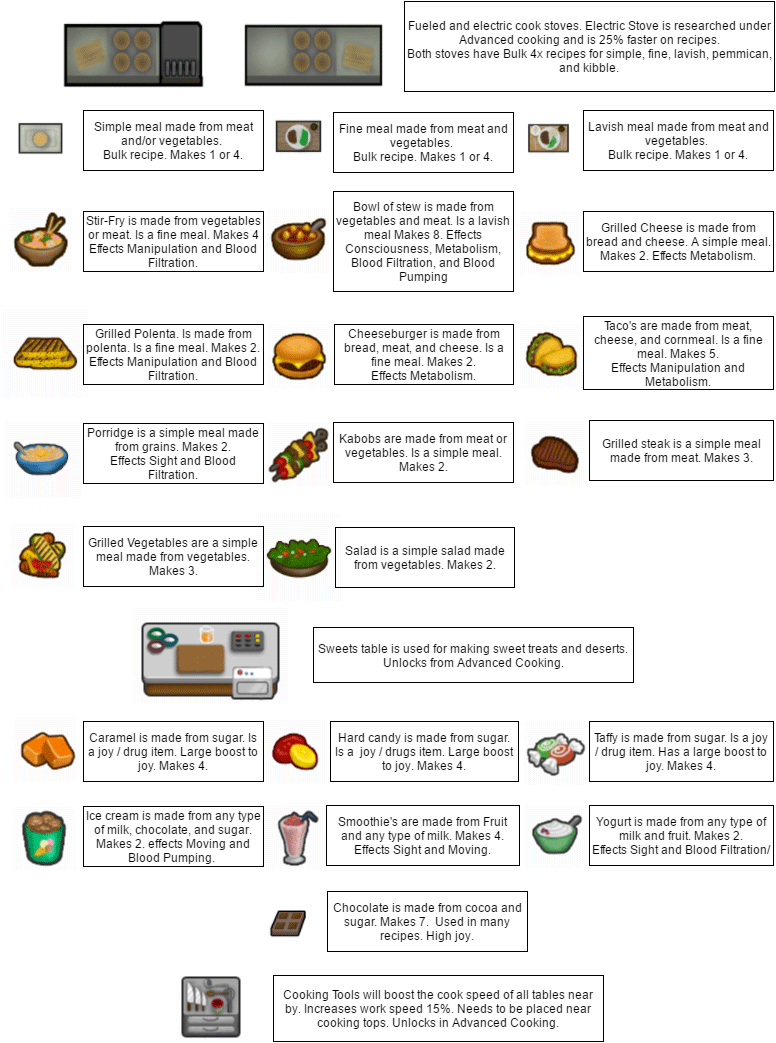 Fueled and electric cook stoves. Electric Stove is researched under
Advanced cooking and is 25% faster on recipes.
Both stoves have Bulk 4x recipes for simple, fine, lavish, pemmican,
and kibble.
Simple meal made from meat
and/or vegetables.
Bulk recipe. Makes 1 or 4.
Fine meal made from meat and
vegetables.
Bulk recipe. Makes 1 or 4.
Lavish meal made from meat and
vegetables.
Bulk recipe. Makes 1 or 4.
Stir-Fry is made from vegetables
or meat. Is a fine meal. Makes 4
Effects Manipulation and Blood
Filtration.
Bowl of stew is made from
vegetables and meat. Is a lavish
meal Makes 8. Effects
Consciousness, Metabolism,
Blood Filtration, and Blood
Pumping
Grilled Cheese is made from
bread and cheese. A simple meal.
Makes 2. Effects Metabolism.
Grilled Polenta. Is made from
polenta. Is a fine meal. Makes 2.
Effects Manipulation and Blood
Filtration.
Cheeseburger is made from
bread, meat, and cheese. Is a
fine meal. Makes 2.
Effects Metabolism.
Taco's are made from meat,
cheese, and cornmeal. Is a fine
meal. Makes 5.
Effects Manipulation and
Metabolism.
Porridge is a simple meal made
from grains. Makes 2.
Effects Sight and Blood
Filtration.
Kabobs are made from meat or
vegetables. Is a simple meal.
Makes 2.
Grilled steak is a simple meal
made from meat. Makes 3.
Grilled Vegetables are a simple
meal made from vegetables.
Makes 3.
Salad is a simple salad made
from vegetables. Makes 2.
Sweets table is used for making sweet treats and deserts.
Unlocks from Advanced Cooking.
Caramel is made from sugar. Is
a joy / drug item. Large boost to
joy. Makes 4.
Hard candy is made from sugar.
Is a  joy / drugs item. Large boost
to joy. Makes 4.
Taffy is made from sugar. Is a joy
/ drug item. Has a large boost to
joy. Makes 4.
Ice cream is made from any type
of milk, chocolate, and sugar.
Makes 2. effects Moving and
Blood Pumping.
Smoothie's are made from Fruit
and any type of milk. Makes 4.
Effects Sight and Moving.
Yogurt is made from any type of
milk and fruit. Makes 2.
Effects Sight and Blood Filtration/
Chocolate is made from cocoa and
sugar. Makes 7.  Used in many
recipes. High joy.
Cooking Tools will boost the cook speed of all tables near
by. Increases work speed 15%. Needs to be placed near
cooking tops. Unlocks in Advanced Cooking.